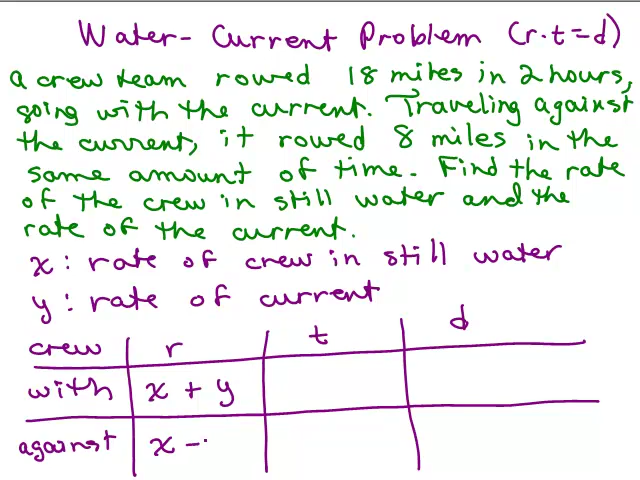 Water-Current Problem (r·t=d)
a crew team rowed 18 miles in 2 hours,
going with the current. Traveling against
the current, it rowed 8 miles in the
same amount of time. Find the rate
of the crew in still water and the
rate of the current.
x: rate of crew in still water
y: rate of current
crew r t d
with x + y
against x -